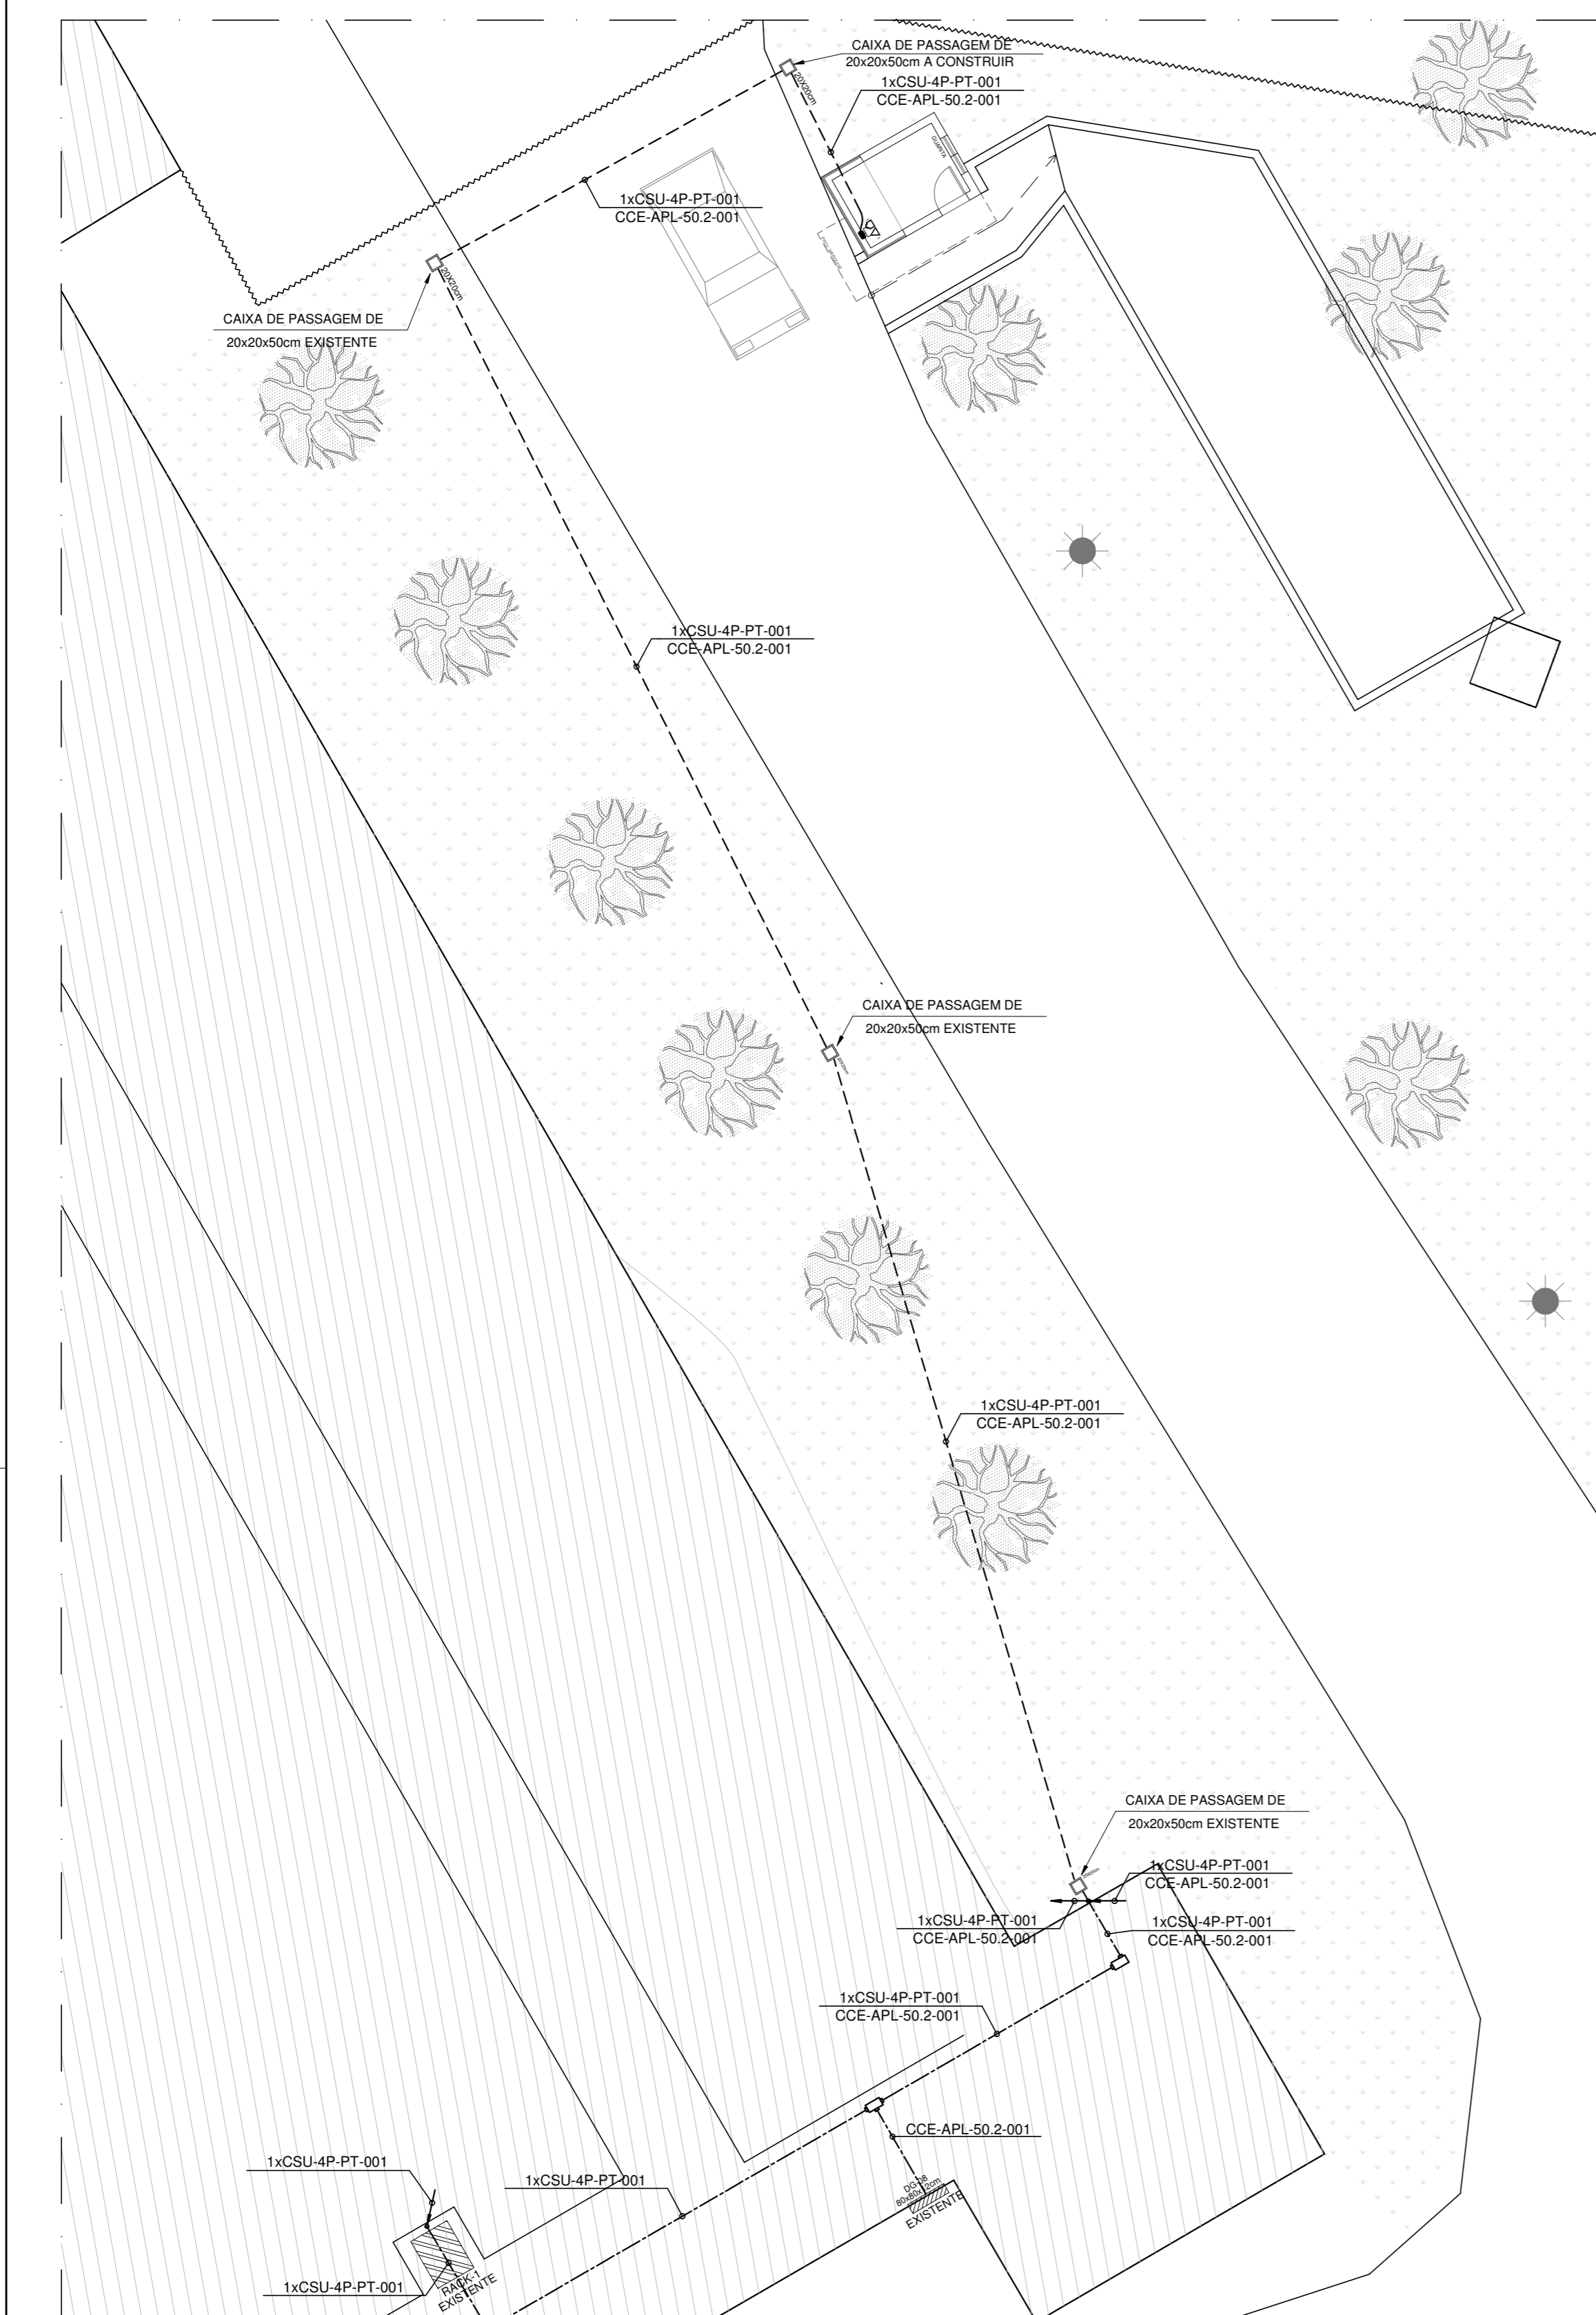 CAIXA DE PASSAGEM DE
20x20x50cm A CONSTRUIR
20X20cm
1xCSU-4P-PT-001
CCE-APL-50.2-001
GUARITA
1xCSU-4P-PT-001
CCE-APL-50.2-001
20X20cm
CAIXA DE PASSAGEM DE
20x20x50cm EXISTENTE
1xCSU-4P-PT-001
CCE-APL-50.2-001
CAIXA DE PASSAGEM DE
20x20x50cm EXISTENTE
1xCSU-4P-PT-001
CCE-APL-50.2-001
CAIXA DE PASSAGEM DE
20x20x50cm EXISTENTE
1xCSU-4P-PT-001
CCE-APL-50.2-001
1xCSU-4P-PT-001
CCE-APL-50.2-001
1xCSU-4P-PT-001
CCE-APL-50.2-001
1xCSU-4P-PT-001
CCE-APL-50.2-001
CCE-APL-50.2-001
1xCSU-4P-PT-001
1xCSU-4P-PT-001
DG-08
80x80x12cm
EXISTENTE
1xCSU-4P-PT-001
RACK-1
EXISTENTE